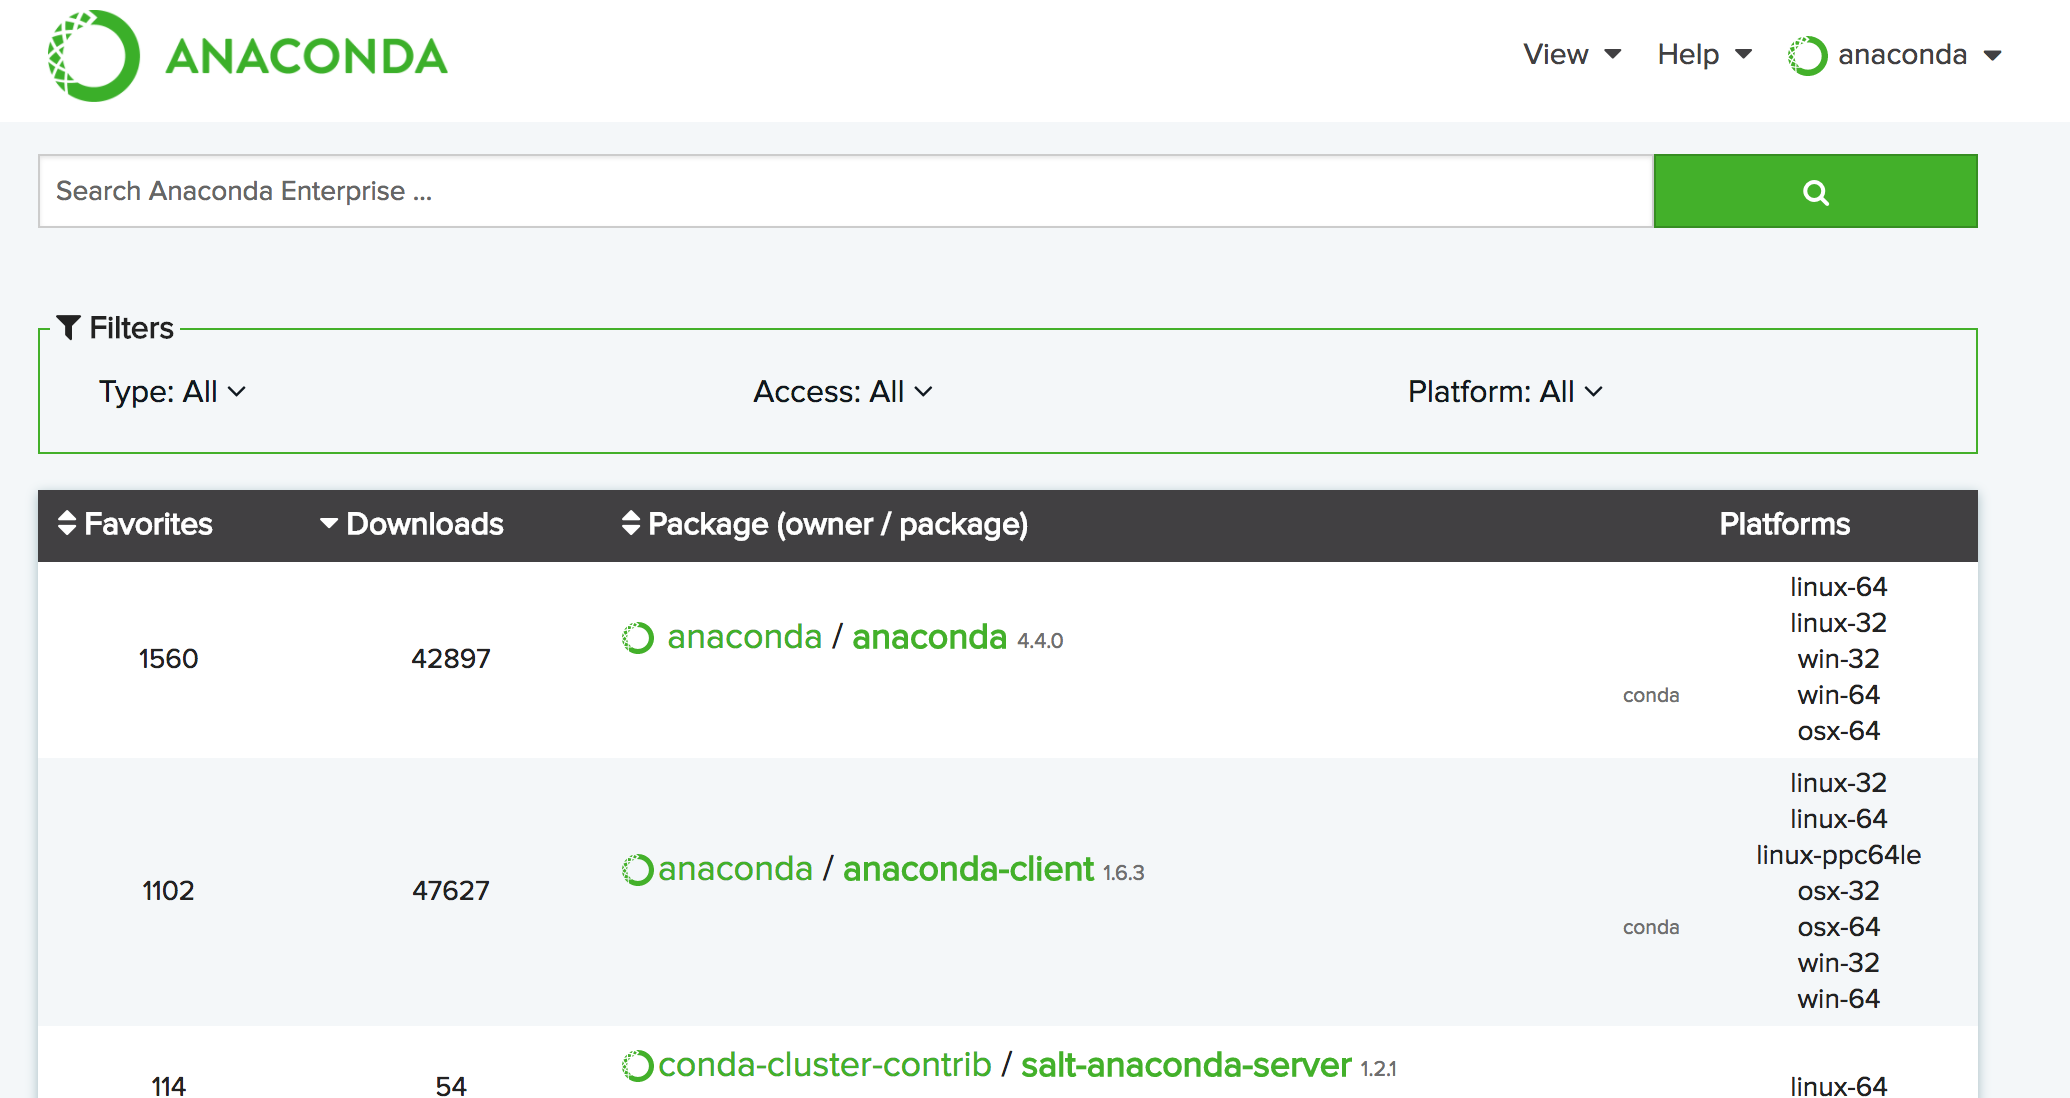 ANACONDA
View Help anaconda
Search Anaconda Enterprise ...
Filters
Type: All Access: All Platform: All
Favorites Downloads Package (owner / package) Platforms
1560 42897 anaconda / anaconda 4.4.0 conda
linux-64
linux-32
win-32
win-64
osx-64
1102 47627 anaconda / anaconda-client 1.6.3 conda
linux-32
linux-64
linux-ppc64le
osx-32
osx-64
win-32
win-64
114 54 conda-cluster-contrib / salt-anaconda-server 1.2.1
linux-64